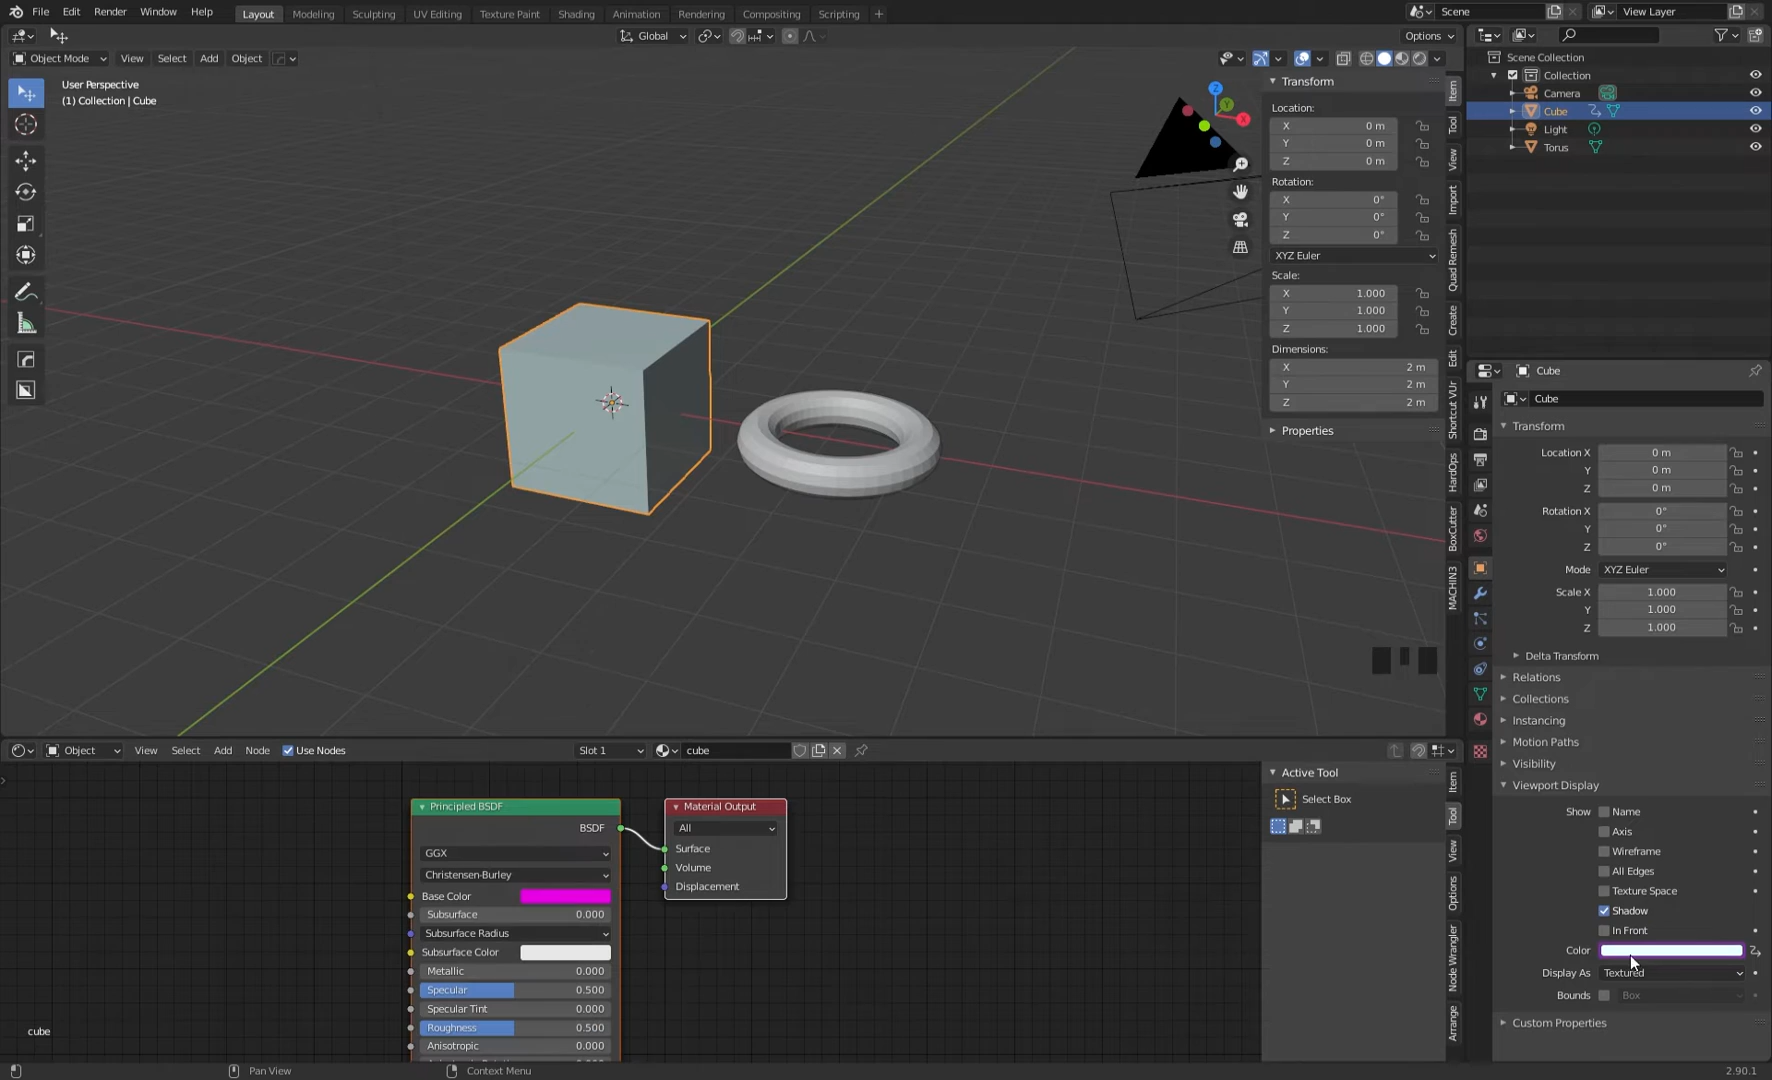 File Edit Render Window Help Layout Modeling Sculpting UV Editing Texture Paint Shading Animation Rendering Compositing Scripting + Scene View Layer
Global Options
Object Mode View Select Add Object
User Perspective
(1) Collection | Cube
Z
Y
X
Transform
Location:
X 0 m
Y 0 m
Z 0 m
Rotation:
X 0°
Y 0°
Z 0°
XYZ Euler
Scale:
X 1.000
Y 1.000
Z 1.000
Dimensions:
X 2 m
Y 2 m
Z 2 m
Properties
Item
Tool
View
Import
Quad Remesh
Create
Edit
Shortcut VUr
HardOps
BoxCutter
MACHIN3
Scene Collection
Collection
Camera
Cube
Light
Torus
Cube
Cube
Transform
Location X 0 m
Y 0 m
Z 0 m
Rotation X 0°
Y 0°
Z 0°
Mode XYZ Euler
Scale X 1.000
Y 1.000
Z 1.000
Delta Transform
Relations
Collections
Instancing
Motion Paths
Visibility
Viewport Display
Show Name
Axis
Wireframe
All Edges
Texture Space
Shadow
In Front
Color
Display As Textured
Bounds Box
Custom Properties
Object View Select Add Node Use Nodes Slot 1 cube
Principled BSDF
BSDF
GGX
Christensen-Burley
Base Color
Subsurface 0.000
Subsurface Radius
Subsurface Color
Metallic 0.000
Specular 0.500
Specular Tint 0.000
Roughness 0.500
Anisotropic 0.000
Material Output
All
Surface
Volume
Displacement
cube
Active Tool
Select Box
Item
Tool
View
Options
Node Wrangler
Arrange
Pan View Context Menu 2.90.1